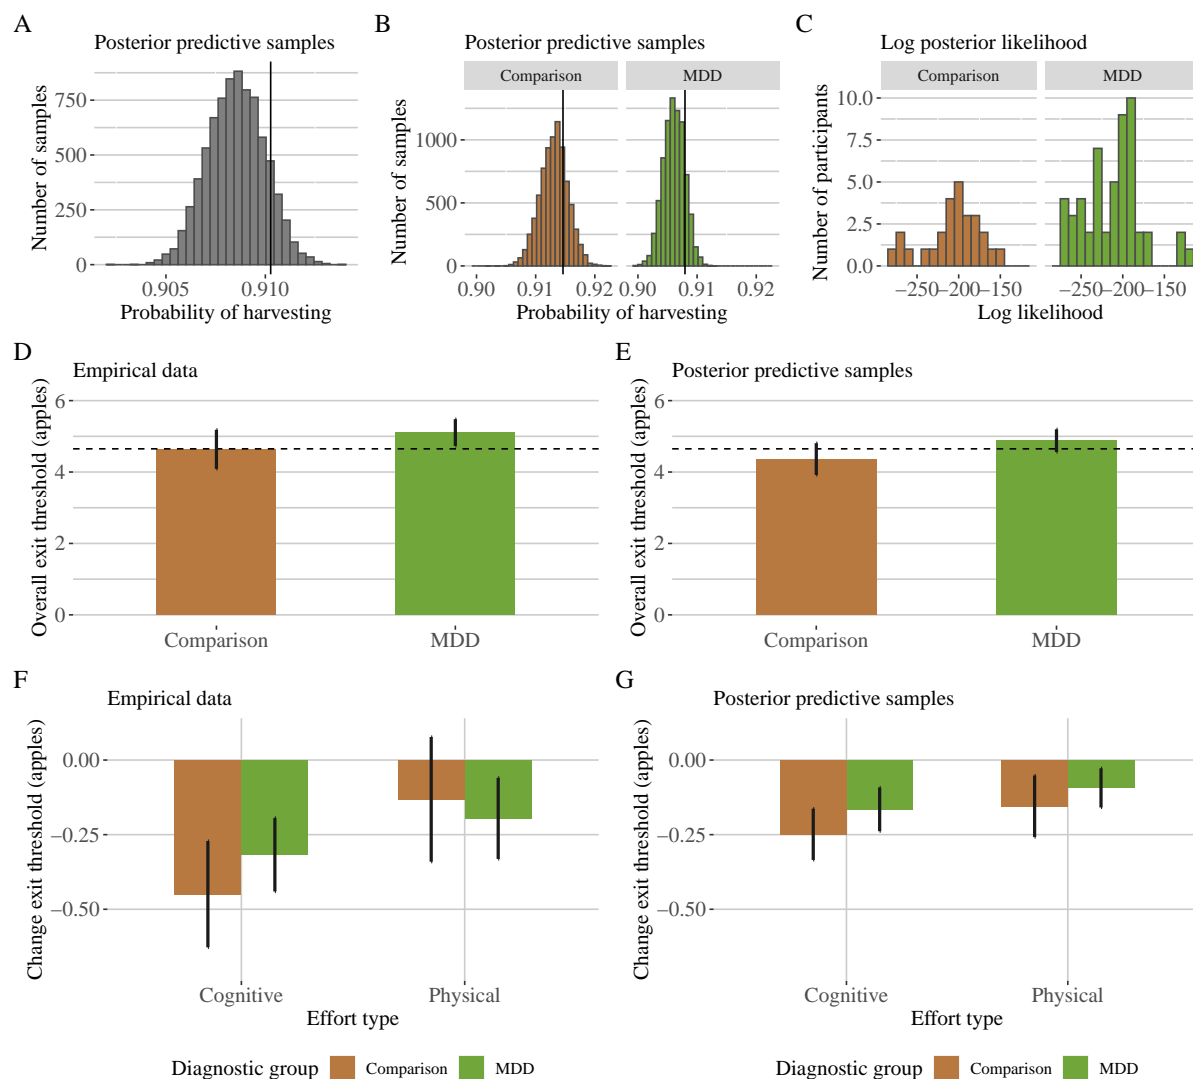 A
Posterior predictive samples
Number of samples
750
500
250
0
0.905
0.910
Probability of harvesting
B
Posterior predictive samples
Comparison
MDD
Number of samples
1000
500
0
0.90
0.91
0.92
0.90
0.91
0.92
Probability of harvesting
C
Log posterior likelihood
Comparison
MDD
Number of participants
10.0
7.5
5.0
2.5
0.0
−250
−200
−150
−250
−200
−150
Log likelihood
D
Empirical data
Overall exit threshold (apples)
6
4
2
0
Comparison
MDD
E
Posterior predictive samples
Overall exit threshold (apples)
6
4
2
0
Comparison
MDD
F
Empirical data
Change exit threshold (apples)
0.00
−0.25
−0.50
Cognitive
Physical
Effort type
Diagnostic group
Comparison
MDD
G
Posterior predictive samples
Change exit threshold (apples)
0.00
−0.25
−0.50
Cognitive
Physical
Effort type
Diagnostic group
Comparison
MDD